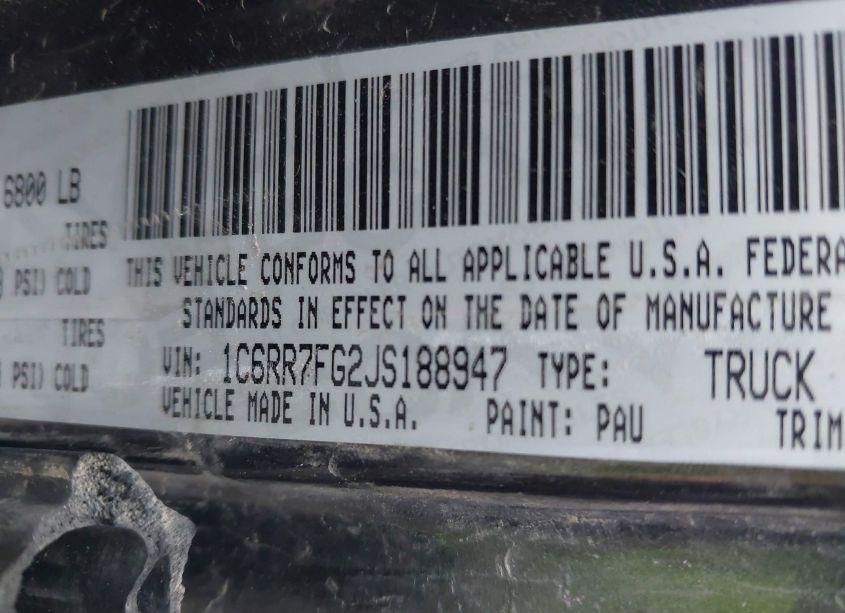 6800 LB
TIRES
PSI) COLD
TIRES
PSI) COLD
THIS VEHICLE CONFORMS TO ALL APPLICABLE U.S.A. FEDERA
STANDARDS IN EFFECT ON THE DATE OF MANUFACTURE
VIN: 1C6RR7FG2JS188947 TYPE: TRUCK
VEHICLE MADE IN U.S.A. PAINT: PAU TRIM